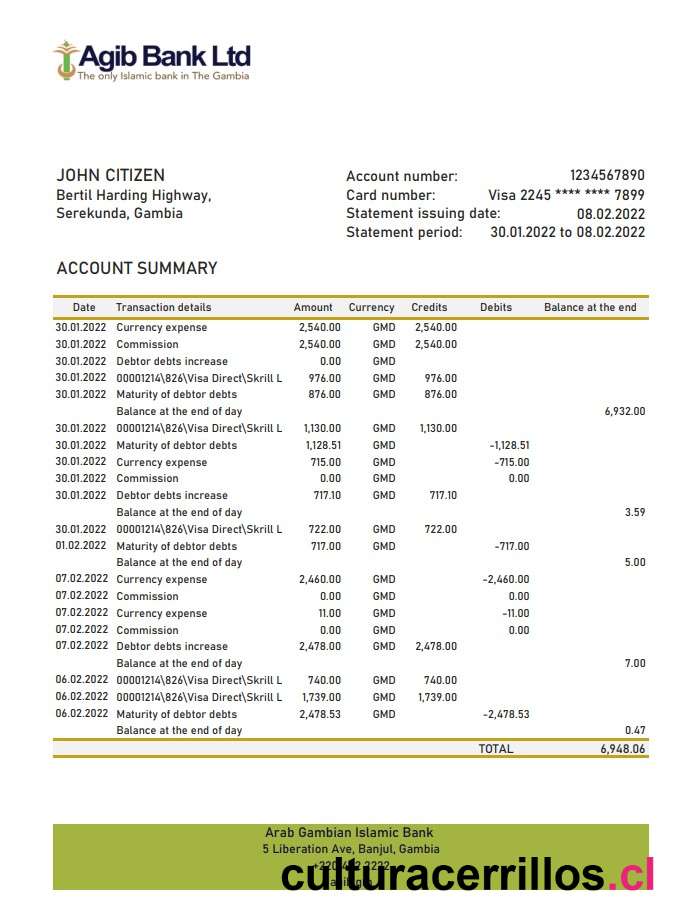 Agib Bank Ltd
The only Islamic bank in The Gambia
JOHN CITIZEN
Bertil Harding Highway,
Serekunda, Gambia
Account number: 1234567890
Card number: Visa 2245 **** **** 7899
Statement issuing date: 08.02.2022
Statement period: 30.01.2022 to 08.02.2022
ACCOUNT SUMMARY
Date Transaction details Amount Currency Credits Debits Balance at the end
30.01.2022 Currency expense 2,540.00 GMD 2,540.00
30.01.2022 Commission 2,540.00 GMD 2,540.00
30.01.2022 Debtor debts increase 0.00 GMD
30.01.2022 00001214\826\Visa Direct\Skrill L 976.00 GMD 976.00
30.01.2022 Maturity of debtor debts 876.00 GMD 876.00
Balance at the end of day 6,932.00
30.01.2022 00001214\826\Visa Direct\Skrill L 1,130.00 GMD 1,130.00
30.01.2022 Maturity of debtor debts 1,128.51 GMD -1,128.51
30.01.2022 Currency expense 715.00 GMD -715.00
30.01.2022 Commission 0.00 GMD 0.00
30.01.2022 Debtor debts increase 717.10 GMD 717.10
Balance at the end of day 3.59
30.01.2022 00001214\826\Visa Direct\Skrill L 722.00 GMD 722.00
01.02.2022 Maturity of debtor debts 717.00 GMD -717.00
Balance at the end of day 5.00
07.02.2022 Currency expense 2,460.00 GMD -2,460.00
07.02.2022 Commission 0.00 GMD 0.00
07.02.2022 Currency expense 11.00 GMD -11.00
07.02.2022 Commission 0.00 GMD 0.00
07.02.2022 Debtor debts increase 2,478.00 GMD 2,478.00
Balance at the end of day 7.00
06.02.2022 00001214\826\Visa Direct\Skrill L 740.00 GMD 740.00
06.02.2022 00001214\826\Visa Direct\Skrill L 1,739.00 GMD 1,739.00
06.02.2022 Maturity of debtor debts 2,478.53 GMD -2,478.53
Balance at the end of day 0.47
TOTAL 6,948.06
Arab Gambian Islamic Bank
5 Liberation Ave, Banjul, Gambia
culturacerrillos.cl